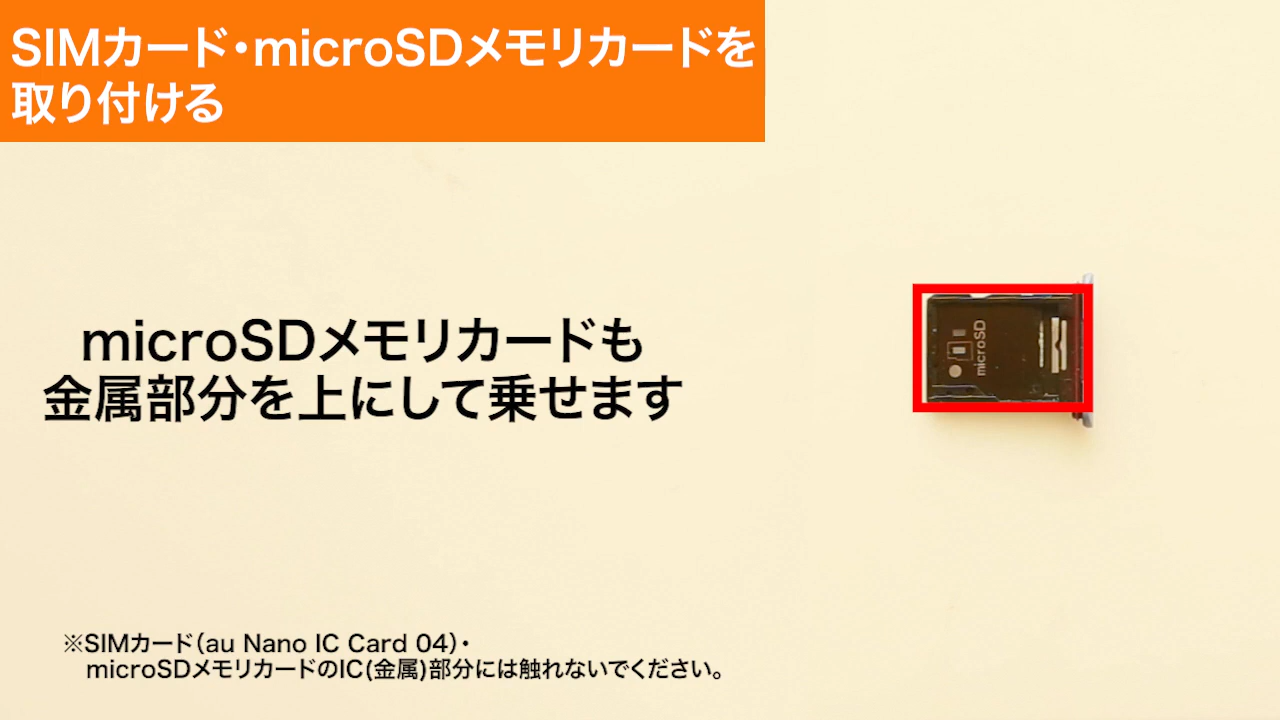 SIMカード・microSDメモリカードを
取り付ける
microSDメモリカードも
金属部分を上にして乗せます
microSD
※SIMカード(au Nano IC Card 04)・
microSDメモリカードのIC(金属)部分には触れないでください。